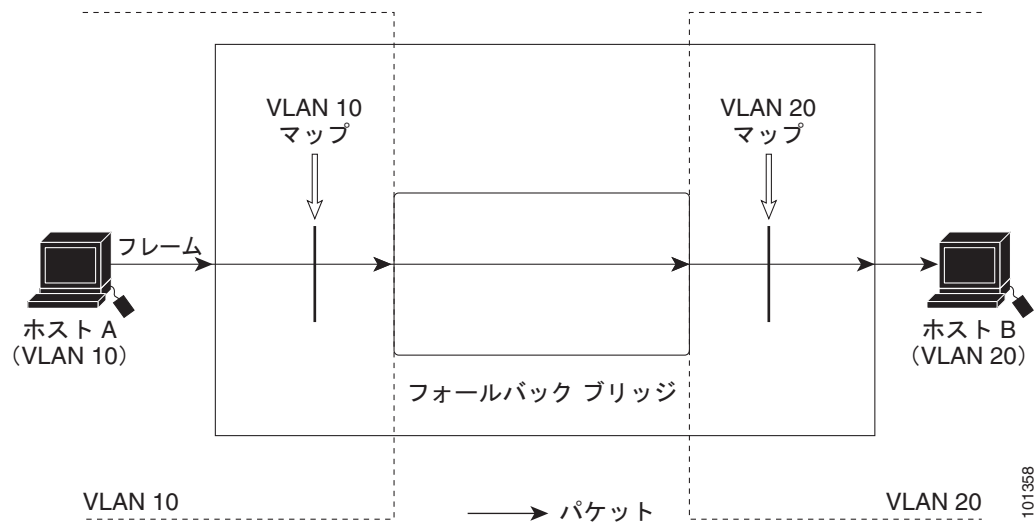 VLAN 10
マップ
VLAN 20
マップ
フレーム
ホスト A
（VLAN 10）
ホスト B
（VLAN 20）
フォールバック ブリッジ
VLAN 10
パケット
VLAN 20
101358